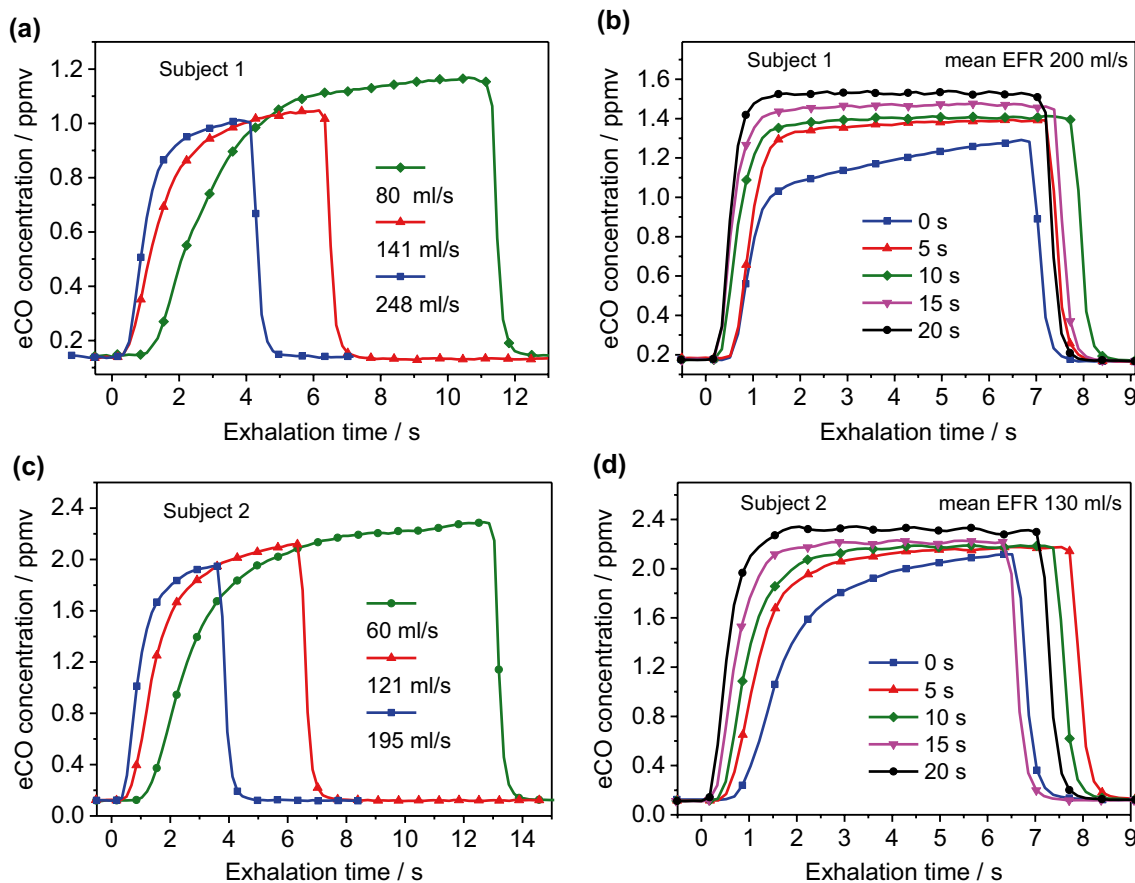 (a)
Subject 1
eCO concentration / ppmv
1.2
1.0
0.8
0.6
0.4
0.2
80 ml/s
141 ml/s
248 ml/s
0 2 4 6 8 10 12
Exhalation time / s
(b)
Subject 1 mean EFR 200 ml/s
eCO concentration / ppmv
1.6
1.4
1.2
1.0
0.8
0.6
0.4
0.2
0 s
5 s
10 s
15 s
20 s
0 1 2 3 4 5 6 7 8 9
Exhalation time / s
(c)
Subject 2
eCO concentration / ppmv
2.4
2.0
1.6
1.2
0.8
0.4
0.0
60 ml/s
121 ml/s
195 ml/s
0 2 4 6 8 10 12 14
Exhalation time / s
(d)
Subject 2 mean EFR 130 ml/s
eCO concentration / ppmv
2.4
2.0
1.6
1.2
0.8
0.4
0.0
0 s
5 s
10 s
15 s
20 s
0 1 2 3 4 5 6 7 8 9
Exhalation time / s